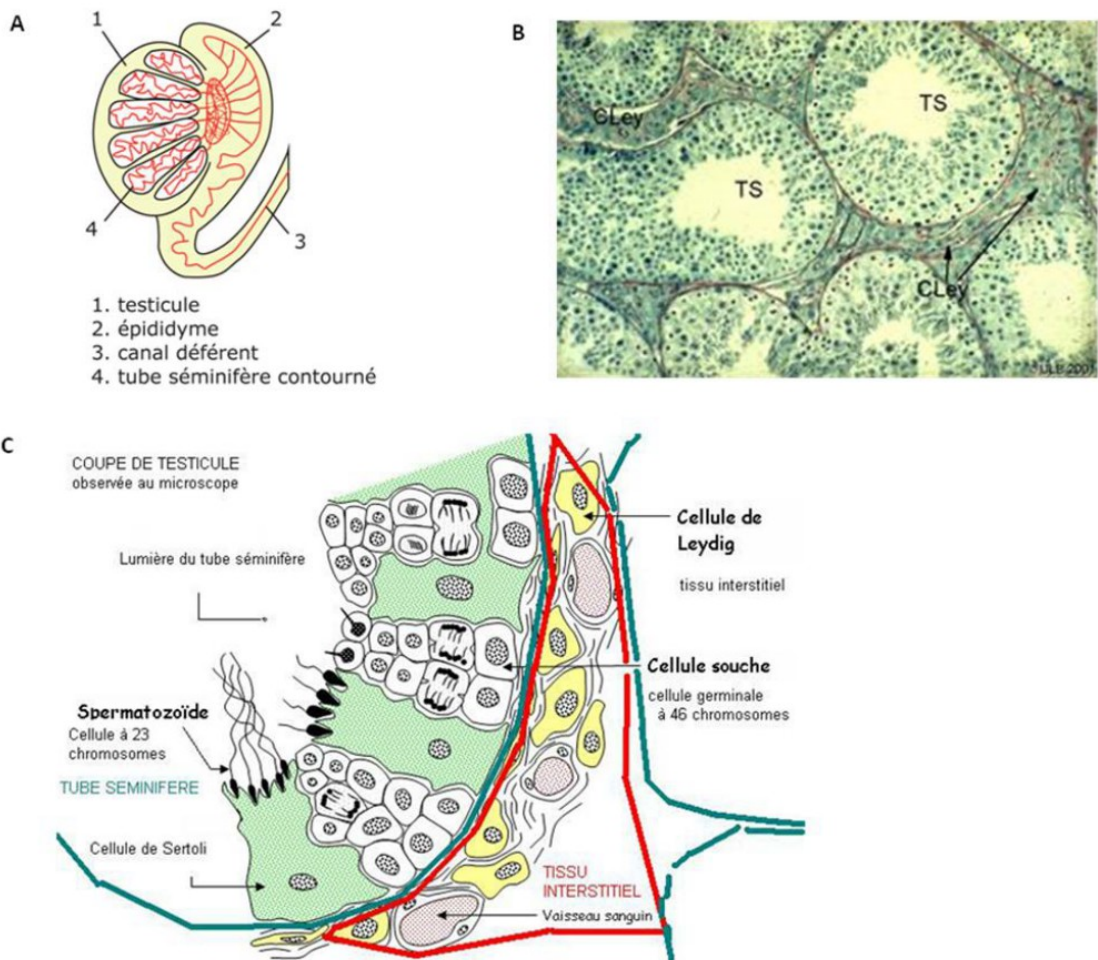 A
1
2
4
3
1. testicule
2. épididyme
3. canal déférent
4. tube séminifère contourné
B
CLey
TS
TS
CLey
ULB 2001
C
COUPE DE TESTICULE
observée au microscope
Lumière du tube séminifère
Spermatozoïde
Cellule à 23
chromosomes
TUBE SEMINIFERE
Cellule de Sertoli
Cellule de
Leydig
tissu interstitiel
Cellule souche
cellule germinale
à 46 chromosomes
TISSU
INTERSTITIEL
Vaisseau sanguin